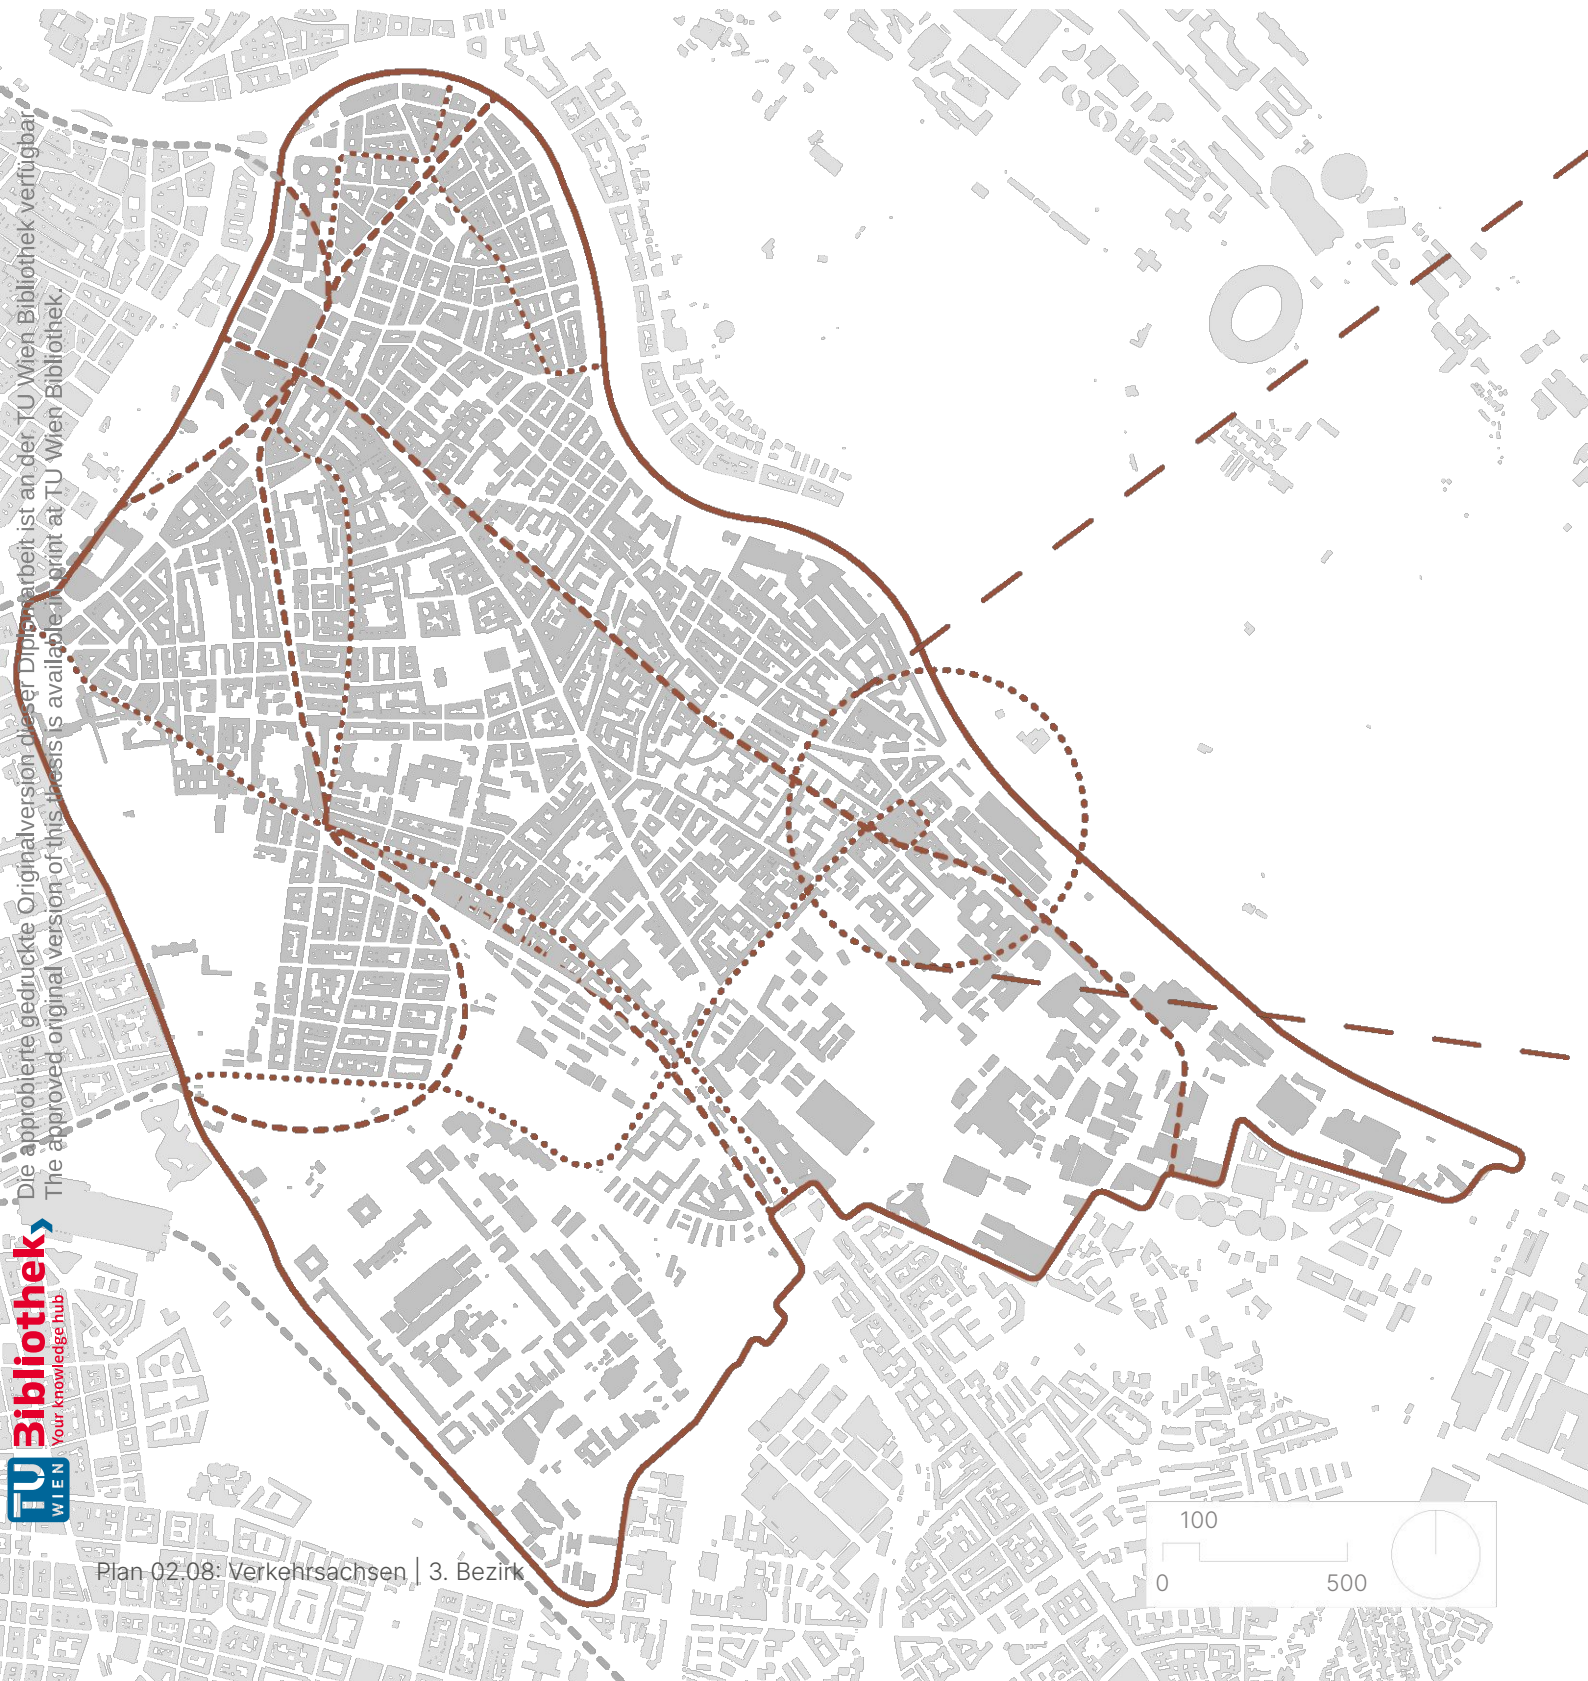 Die approbierte gedruckte Originalversion dieser Diplomarbeit ist an der TU Wien Bibliothek verfügbar
The approved original version of this thesis is available in print at TU Wien Bibliothek.
TU WIEN
Bibliothek
Your knowledge hub
Plan 02.08: Verkehrsachsen | 3. Bezirk
100
0 500